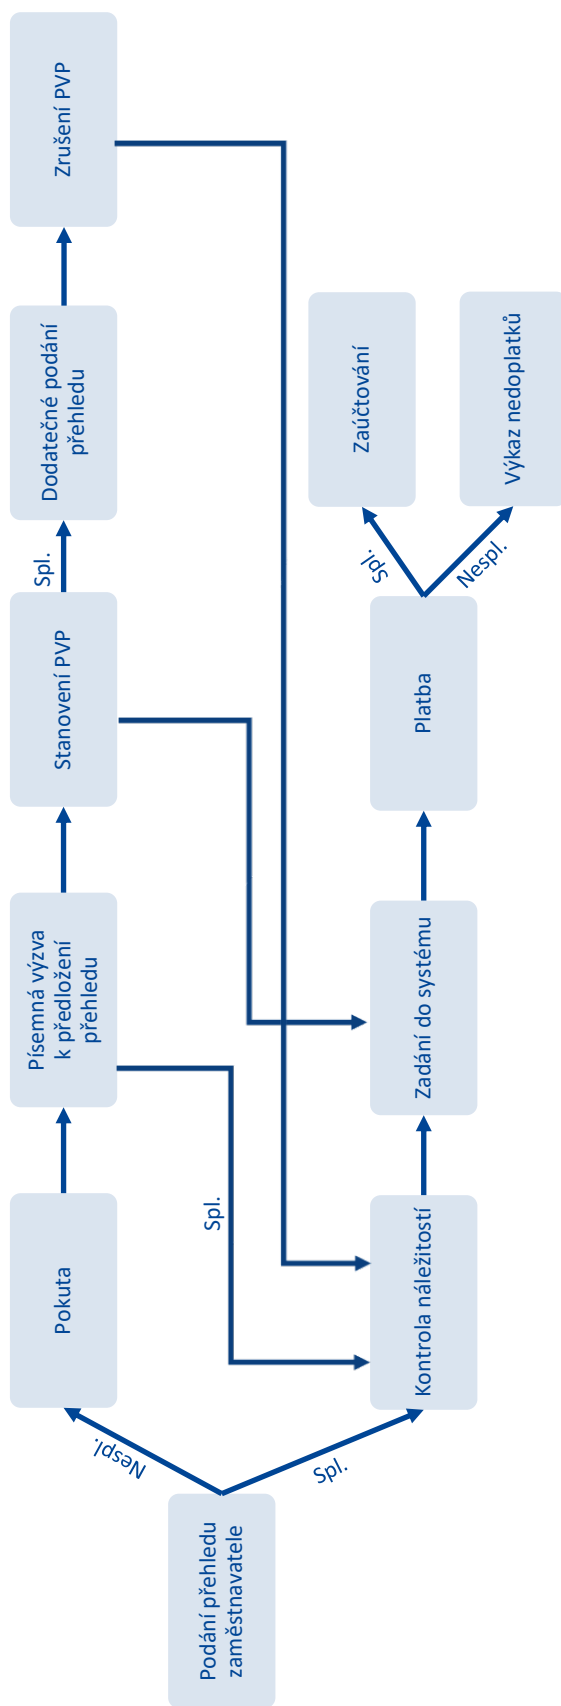 Podání přehledu
zaměstnavatele
Nespl.
Spl.
Pokuta
Písemná výzva
k předložení
přehledu
Stanovení PVP
Spl.
Dodatečné podání
přehledu
Zrušení PVP
Spl.
Kontrola náležitostí
Zadání do systému
Platba
Spl.
Nespl.
Zaúčtování
Výkaz nedoplatků